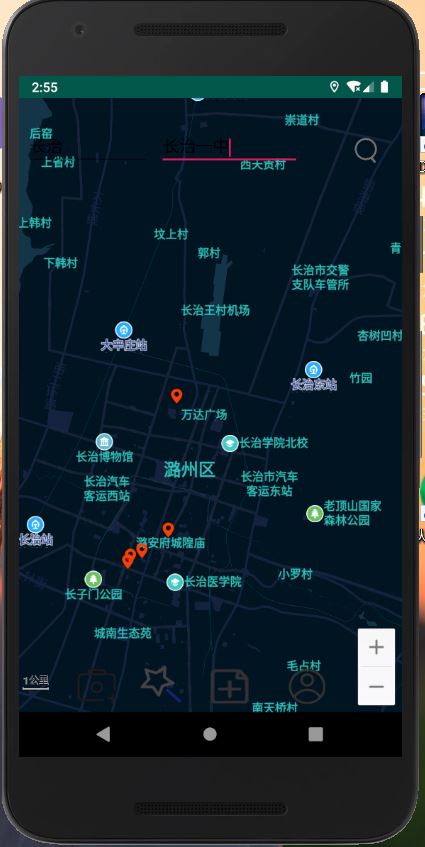 2:55
崇道村
后窑
长治
长治一中
上省村
西天贡村
上韩村
坟上村
郭村
青
下韩村
长治市交警
支队车管所
长治王村机场
大辛庄站
杏树凹村
长治东站
竹园
万达广场
长治学院北校
长治博物馆
潞州区
长治汽车
客运西站
长治市汽车
客运东站
老顶山国家
森林公园
长治站
潞安府城隍庙
长子门公园
长治医学院
小罗村
城南生态苑
毛占村
1公里
南天桥村